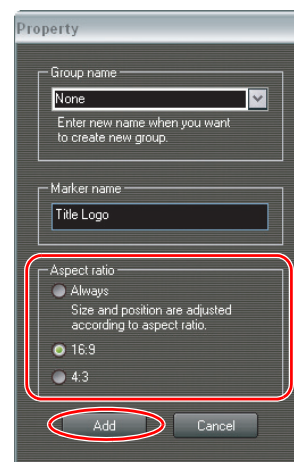 Property
Group name
None
Enter new name when you want
to create new group.
Marker name
Title Logo
Aspect ratio
Always
Size and position are adjusted
according to aspect ratio.
16:9
4:3
Add Cancel